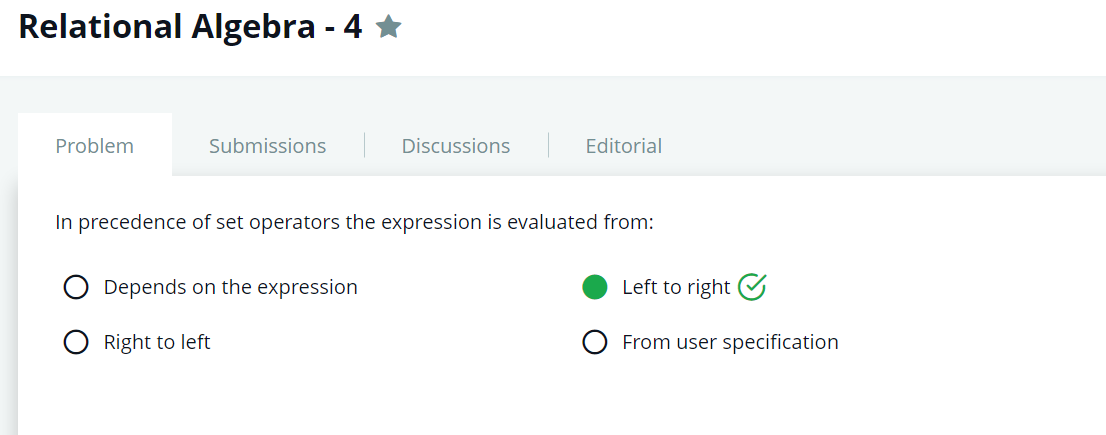 Relational Algebra - 4
Problem Submissions Discussions Editorial
In precedence of set operators the expression is evaluated from:
Depends on the expression Left to right
Right to left From user specification